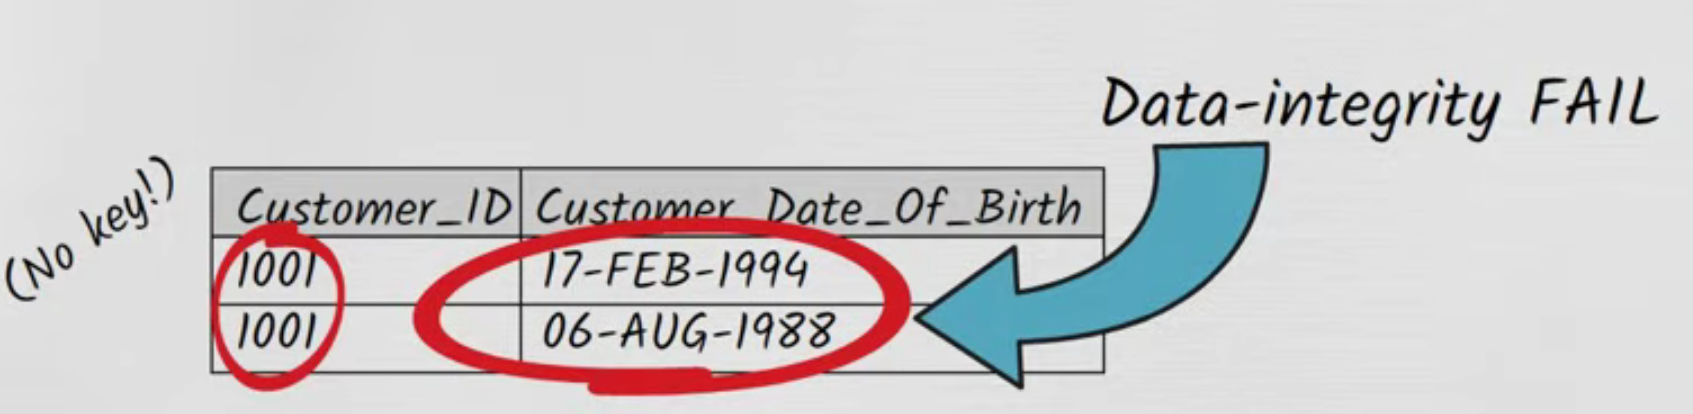 Data-integrity FAIL
(No key!)
Customer_ID Customer_Date_Of_Birth
1001 17-FEB-1994
1001 06-AUG-1988